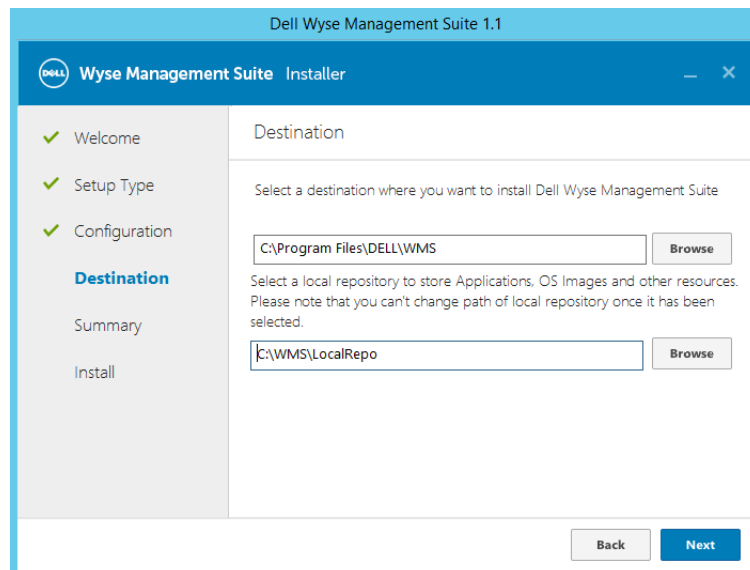 Dell Wyse Management Suite 1.1
DELL Wyse Management Suite Installer
Welcome
Setup Type
Configuration
Destination
Summary
Install
Destination
Select a destination where you want to install Dell Wyse Management Suite
C:\Program Files\DELL\WMS
Browse
Select a local repository to store Applications, OS Images and other resources.
Please note that you can't change path of local repository once it has been
selected.
C:\WMS\LocalRepo
Browse
Back
Next